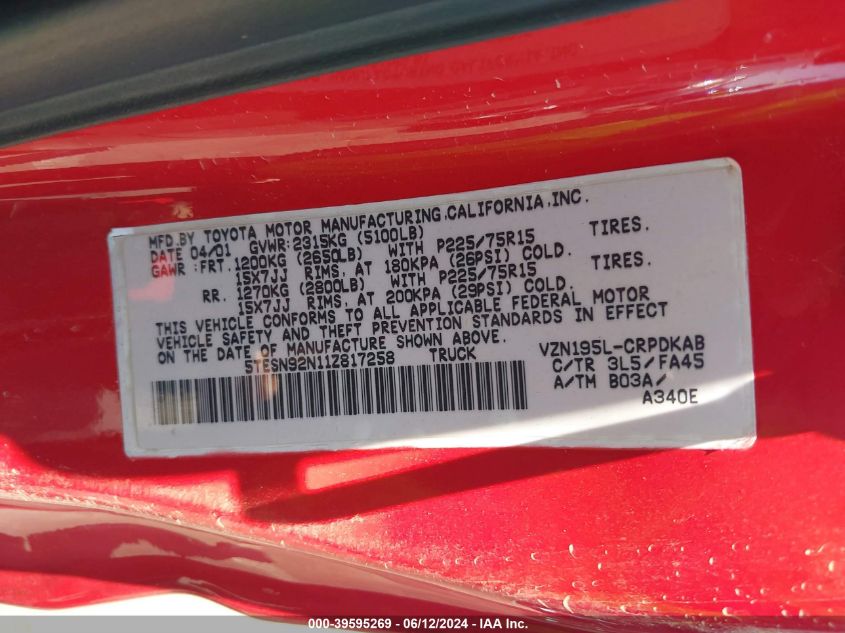 MFD.BY TOYOTA MOTOR MANUFACTURING,CALIFORNIA,INC.
DATE 04/01 GVWR:2315KG (5100LB)
GAWR:FRT.1200KG (2650LB) WITH P225/75R15 TIRES.
15X7JJ RIMS, AT 180KPA (26PSI) COLD.
RR. 1270KG (2800LB) WITH P225/75R15 TIRES.
15X7JJ RIMS, AT 200KPA (29PSI) COLD.
THIS VEHICLE CONFORMS TO ALL APPLICABLE FEDERAL MOTOR
VEHICLE SAFETY AND THEFT PREVENTION STANDARDS IN EFFECT
ON THE DATE OF MANUFACTURE SHOWN ABOVE.
5TESN92N11Z817258 TRUCK
VZN195L-CRPDKAB
C/TR 3L5/FA45
A/TM B03A/
A340E
000-39595269 - 06/12/2024 - IAAI.com